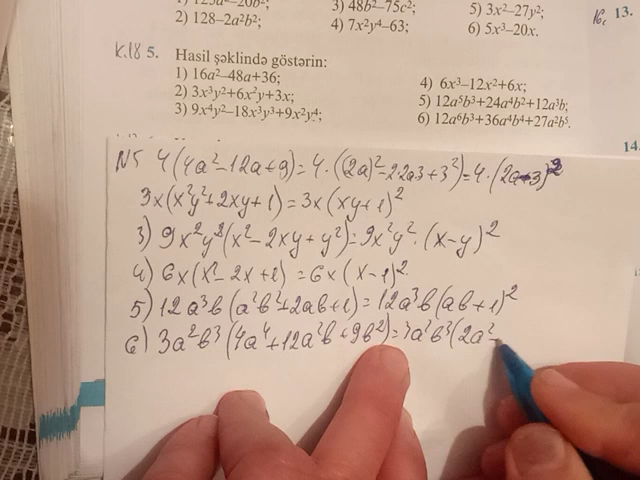 1) 125a²–20b²;
2) 128–2a²b²;
3) 48b²–75c²;
4) 7x²y⁴–63;
5) 3x²–27y²;
6) 5x³–20x.
16. 13.
K.18 5. Hasil şəklində göstərin:
1) 16a²–48a+36;
2) 3x³y²+6x²y+3x;
3) 9x⁴y²–18x³y³+9x²y⁴;
4) 6x³–12x²+6x;
5) 12a⁵b³+24a⁴b²+12a³b;
6) 12a⁶b³+36a⁴b⁴+27a²b⁵.
14.
N5 4(4a²-12a+9)=4·((2a)²-2·2a3+3²)=4·(2a-3)²
3x(x²y²+2xy+1)=3x(xy+1)²
3) 9x²y²(x²-2xy+y²)=9x²y²·(x-y)²
4) 6x(x²-2x+1)=6x(x-1)²
5) 12a³b(a²b²+2ab+1)=12a³b(ab+1)²
6) 3a²b³(4a⁴+12a²b+9b²)=3a²b³(2a²